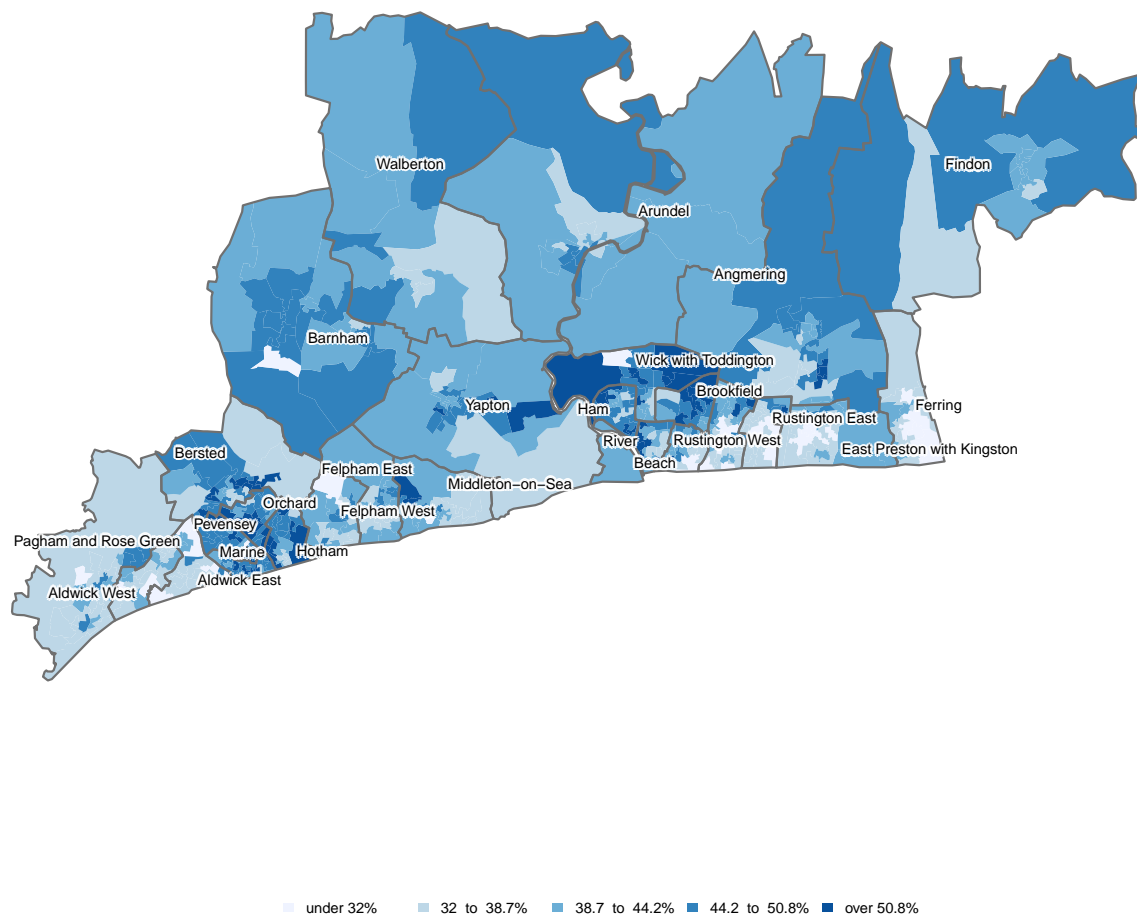 Walberton
Findon
Arundel
Angmering
Barnham
Wick with Toddington
Brookfield
Yapton
Ham
Ferring
Rustington East
River
Rustington West
East Preston with Kingston
Bersted
Beach
Felpham East
Middleton-on-Sea
Orchard
Felpham West
Pevensey
Pagham and Rose Green
Marine
Hotham
Aldwick East
Aldwick West
under 32%
32 to 38.7%
38.7 to 44.2%
44.2 to 50.8%
over 50.8%